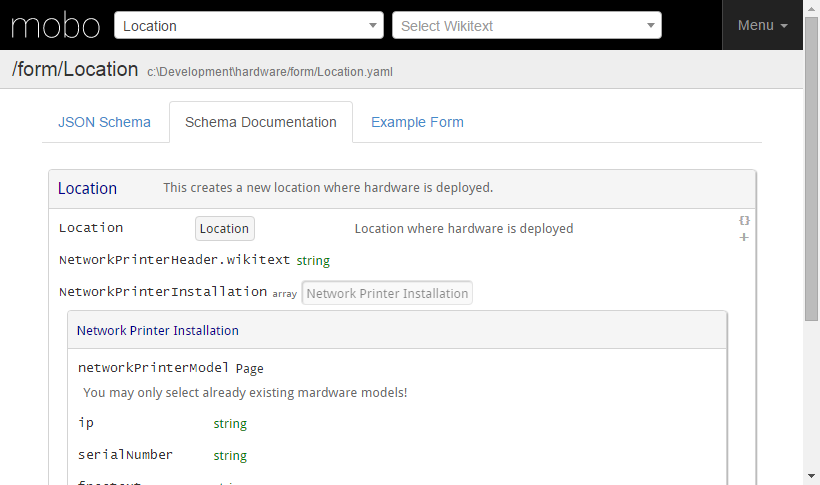 mobo Location Select Wikitext Menu
/form/Location c:\Development\hardware/form/Location.yaml
JSON Schema Schema Documentation Example Form
Location This creates a new location where hardware is deployed.
Location Location Location where hardware is deployed {}
+
NetworkPrinterHeader.wikitext string
NetworkPrinterInstallation array Network Printer Installation
Network Printer Installation
networkPrinterModel Page
You may only select already existing mardware models!
ip string
serialNumber string